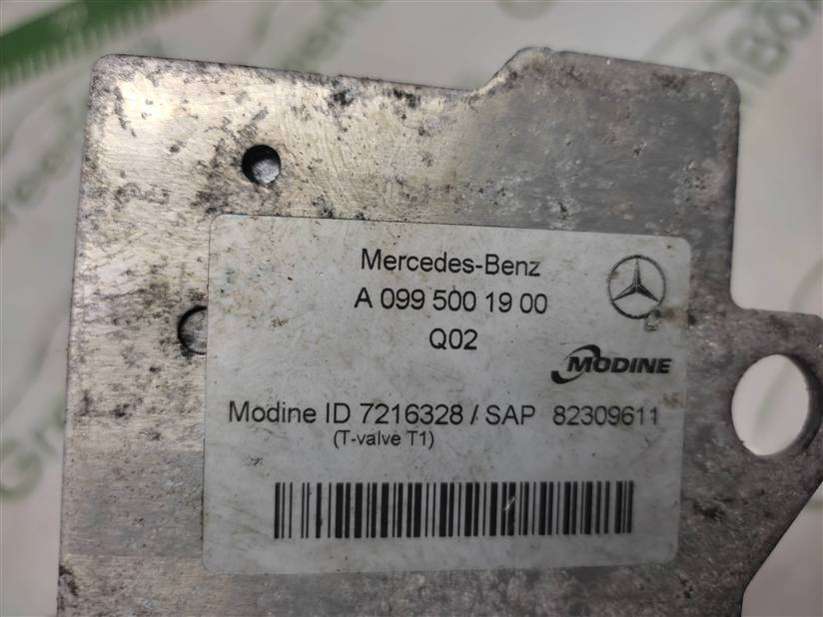 Mercedes-Benz
A 099 500 19 00
Q02
MODINE
Modine ID 7216328 / SAP 82309611
(T-valve T1)